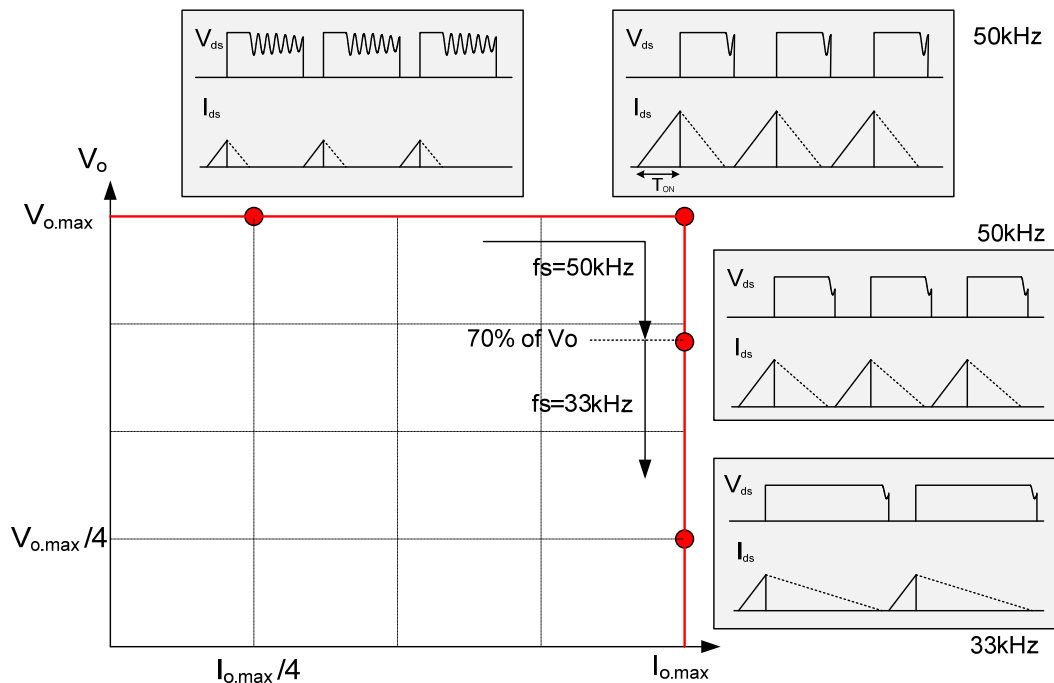 Vds
Ids
Vds
50kHz
Ids
TON
Vo
Vo.max
50kHz
fs=50kHz
Vds
70% of Vo
Ids
fs=33kHz
Vds
Vo.max /4
Ids
Io.max/4
Io.max
33kHz